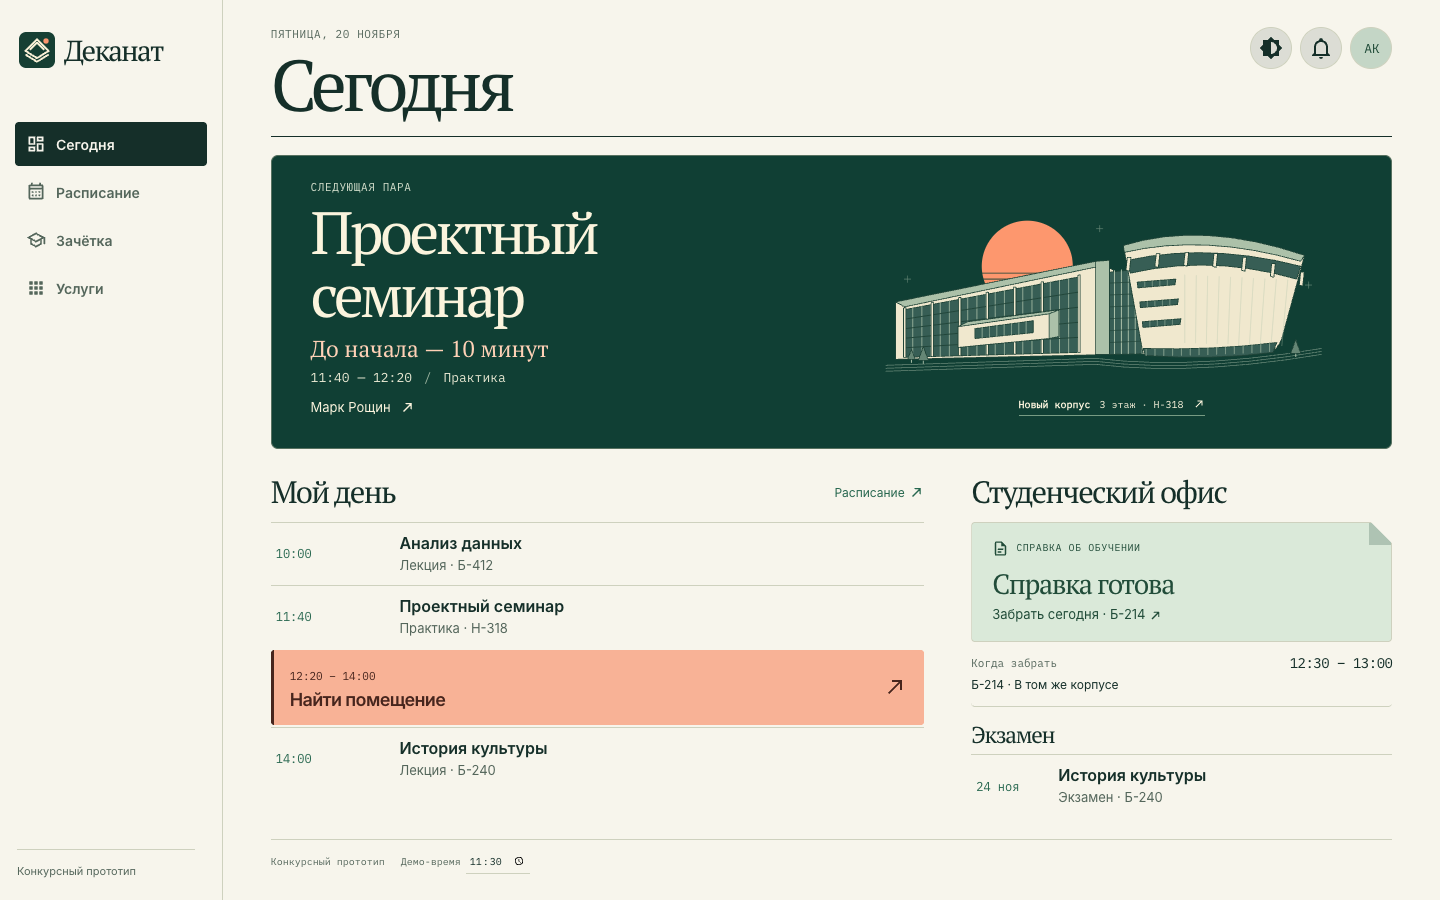 Деканат
Сегодня
Расписание
Зачётка
Услуги
Конкурсный прототип
ПЯТНИЦА, 20 НОЯБРЯ
Сегодня
АК
СЛЕДУЮЩАЯ ПАРА
Проектный
семинар
До начала — 10 минут
11:40 — 12:20 / Практика
Марк Рощин
Новый корпус 3 этаж · Н-318
Мой день
Расписание
10:00
Анализ данных
Лекция · Б-412
11:40
Проектный семинар
Практика · Н-318
12:20 – 14:00
Найти помещение
14:00
История культуры
Лекция · Б-240
Студенческий офис
СПРАВКА ОБ ОБУЧЕНИИ
Справка готова
Забрать сегодня · Б-214
Когда забрать
12:30 – 13:00
Б-214 · В том же корпусе
Экзамен
24 ноя
История культуры
Экзамен · Б-240
Конкурсный прототип Демо-время 11:30